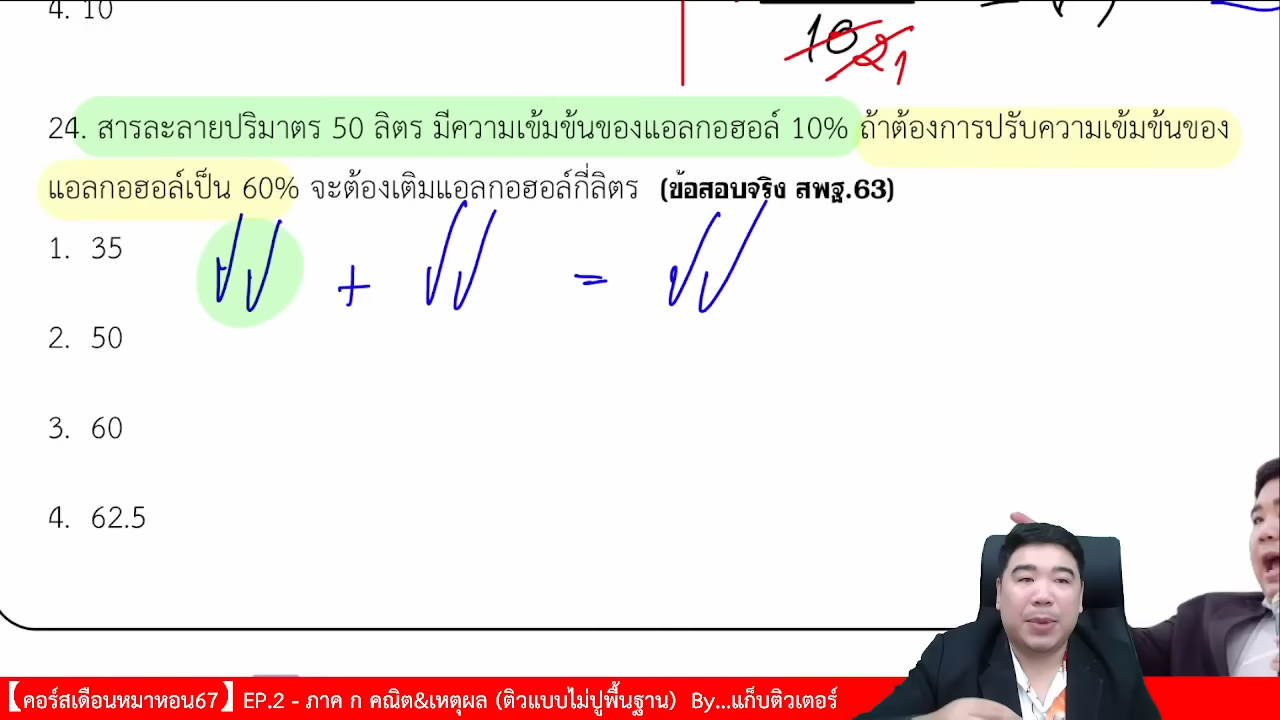 4. 10
10 2 1
24. สารละลายปริมาตร 50 ลิตร มีความเข้มข้นของแอลกอฮอล์ 10% ถ้าต้องการปรับความเข้มข้นของ
แอลกอฮอล์เป็น 60% จะต้องเติมแอลกอฮอล์กี่ลิตร (ข้อสอบจริง สพฐ.63)
ปป + ปป = ปป
1. 35
2. 50
3. 60
4. 62.5
【คอร์สเดือนหมาหอน67】EP.2 - ภาค ก คณิต&เหตุผล (ติวแบบไม่ปูพื้นฐาน) By...แก็บติวเตอร์